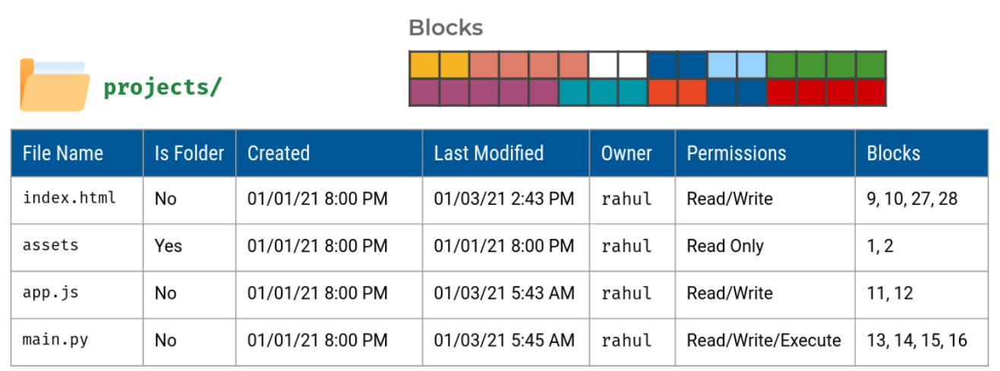 Blocks
projects/
File Name Is Folder Created Last Modified Owner Permissions Blocks
index.html No 01/01/21 8:00 PM 01/03/21 2:43 PM rahul Read/Write 9, 10, 27, 28
assets Yes 01/01/21 8:00 PM 01/01/21 8:00 PM rahul Read Only 1, 2
app.js No 01/01/21 8:00 PM 01/03/21 5:43 AM rahul Read/Write 11, 12
main.py No 01/01/21 8:00 PM 01/03/21 5:45 AM rahul Read/Write/Execute 13, 14, 15, 16